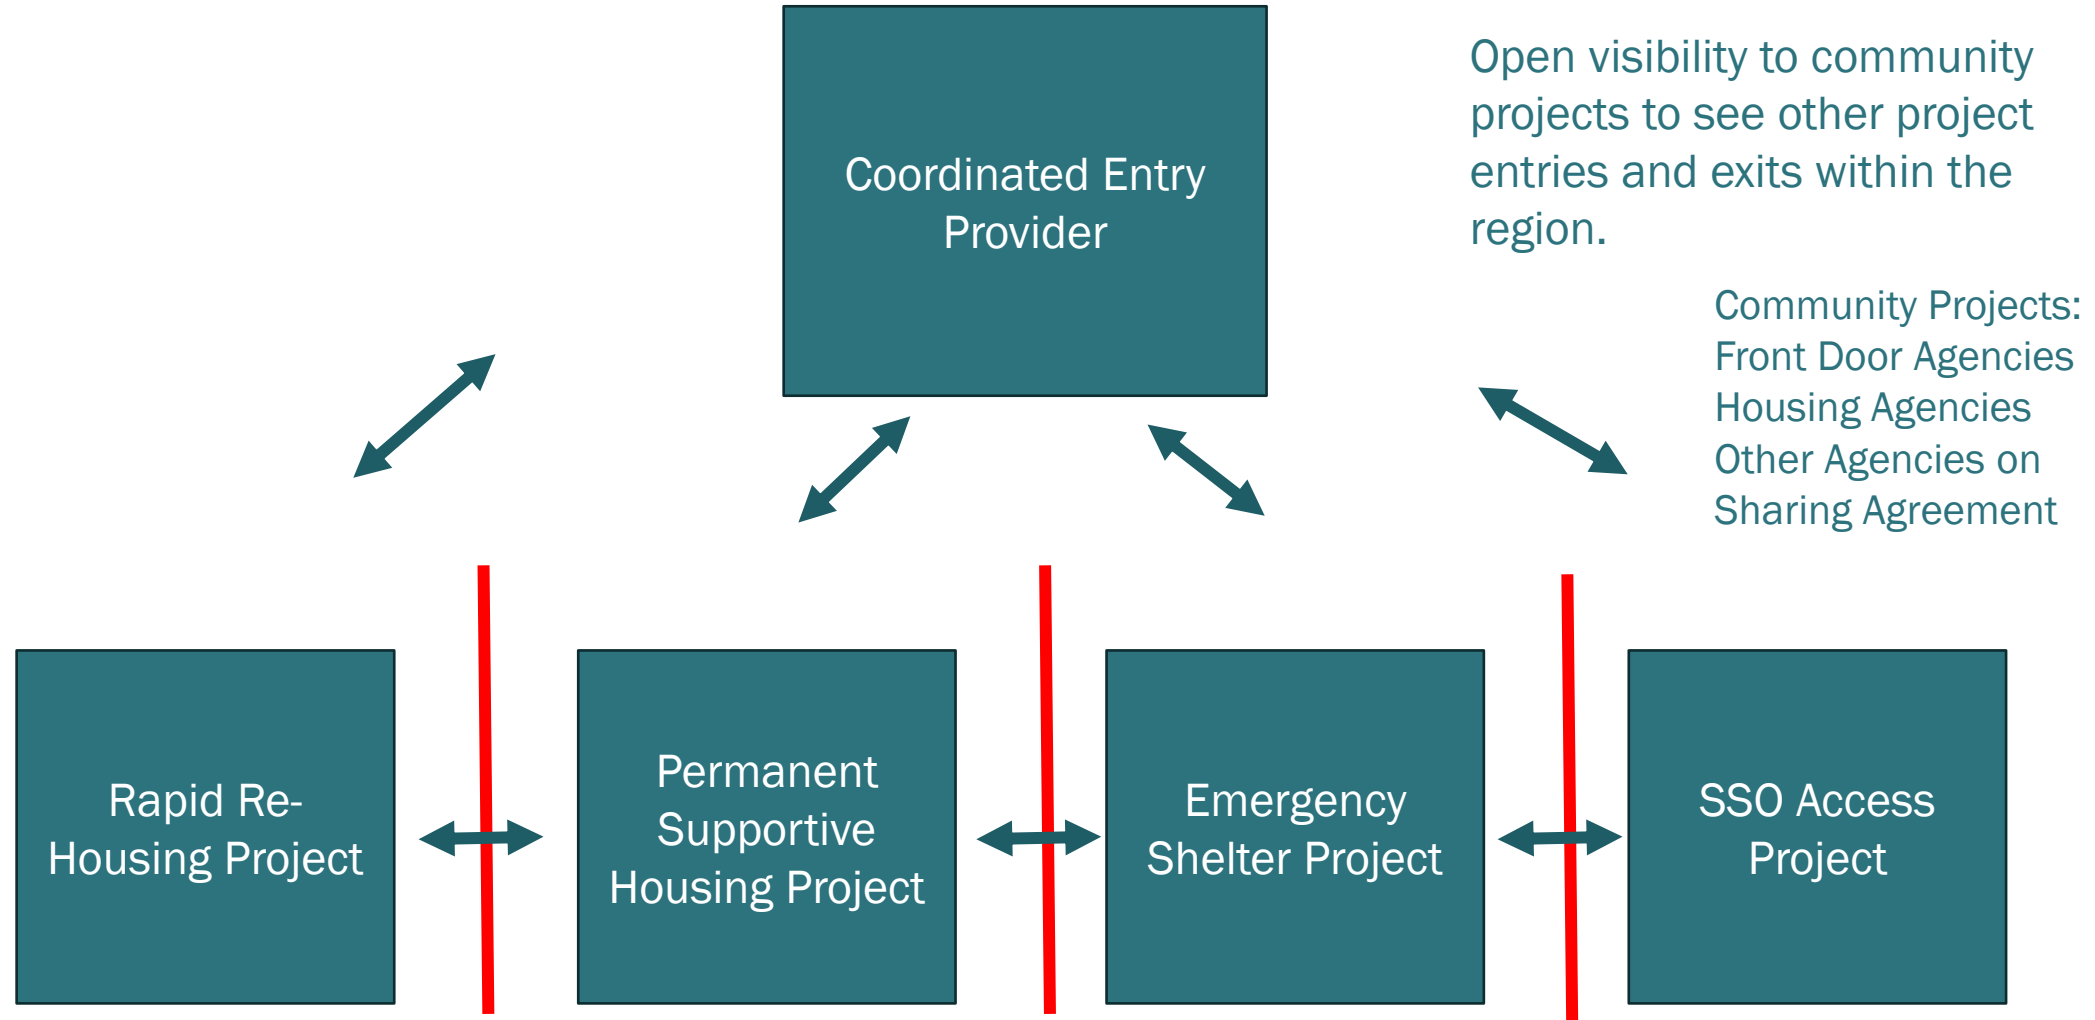 Coordinated Entry
Provider
Open visibility to community
projects to see other project
entries and exits within the
region.
Community Projects:
Front Door Agencies
Housing Agencies
Other Agencies on
Sharing Agreement
Rapid Re-
Housing Project
Permanent
Supportive
Housing Project
Emergency
Shelter Project
SSO Access
Project